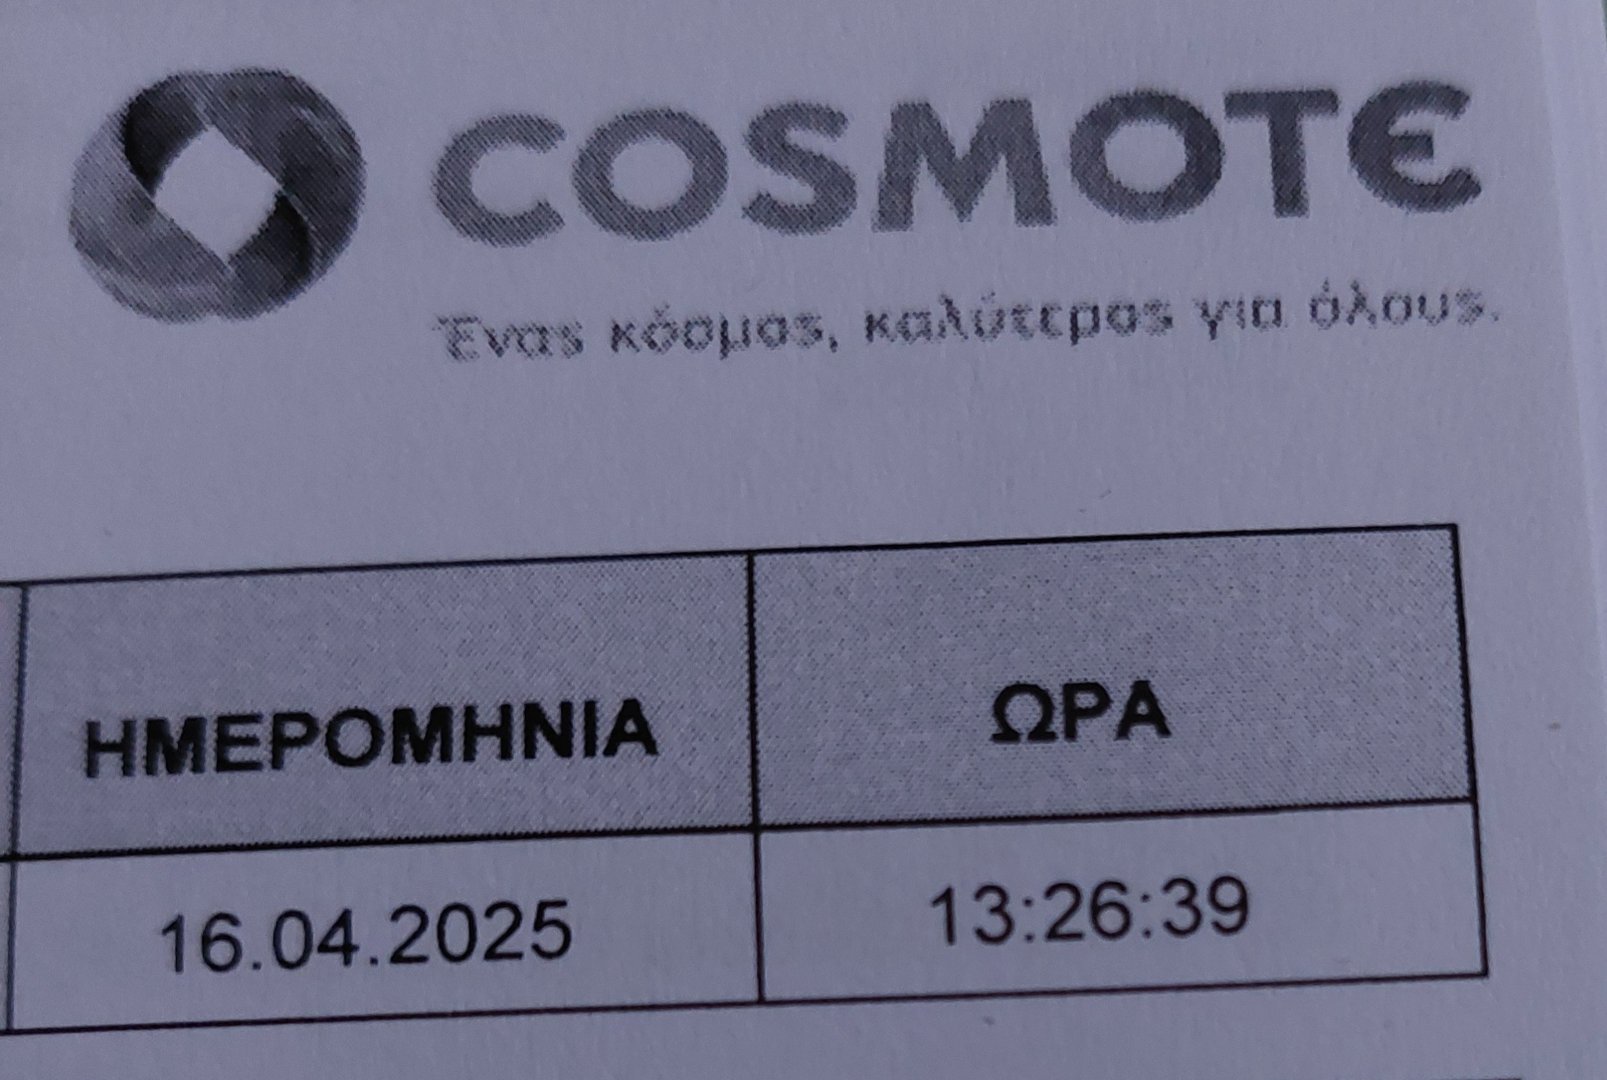 COSMOTE
Ένας κόσμος, καλύτερος για όλους.
ΗΜΕΡΟΜΗΝΙΑ ΩΡΑ
16.04.2025 13:26:39